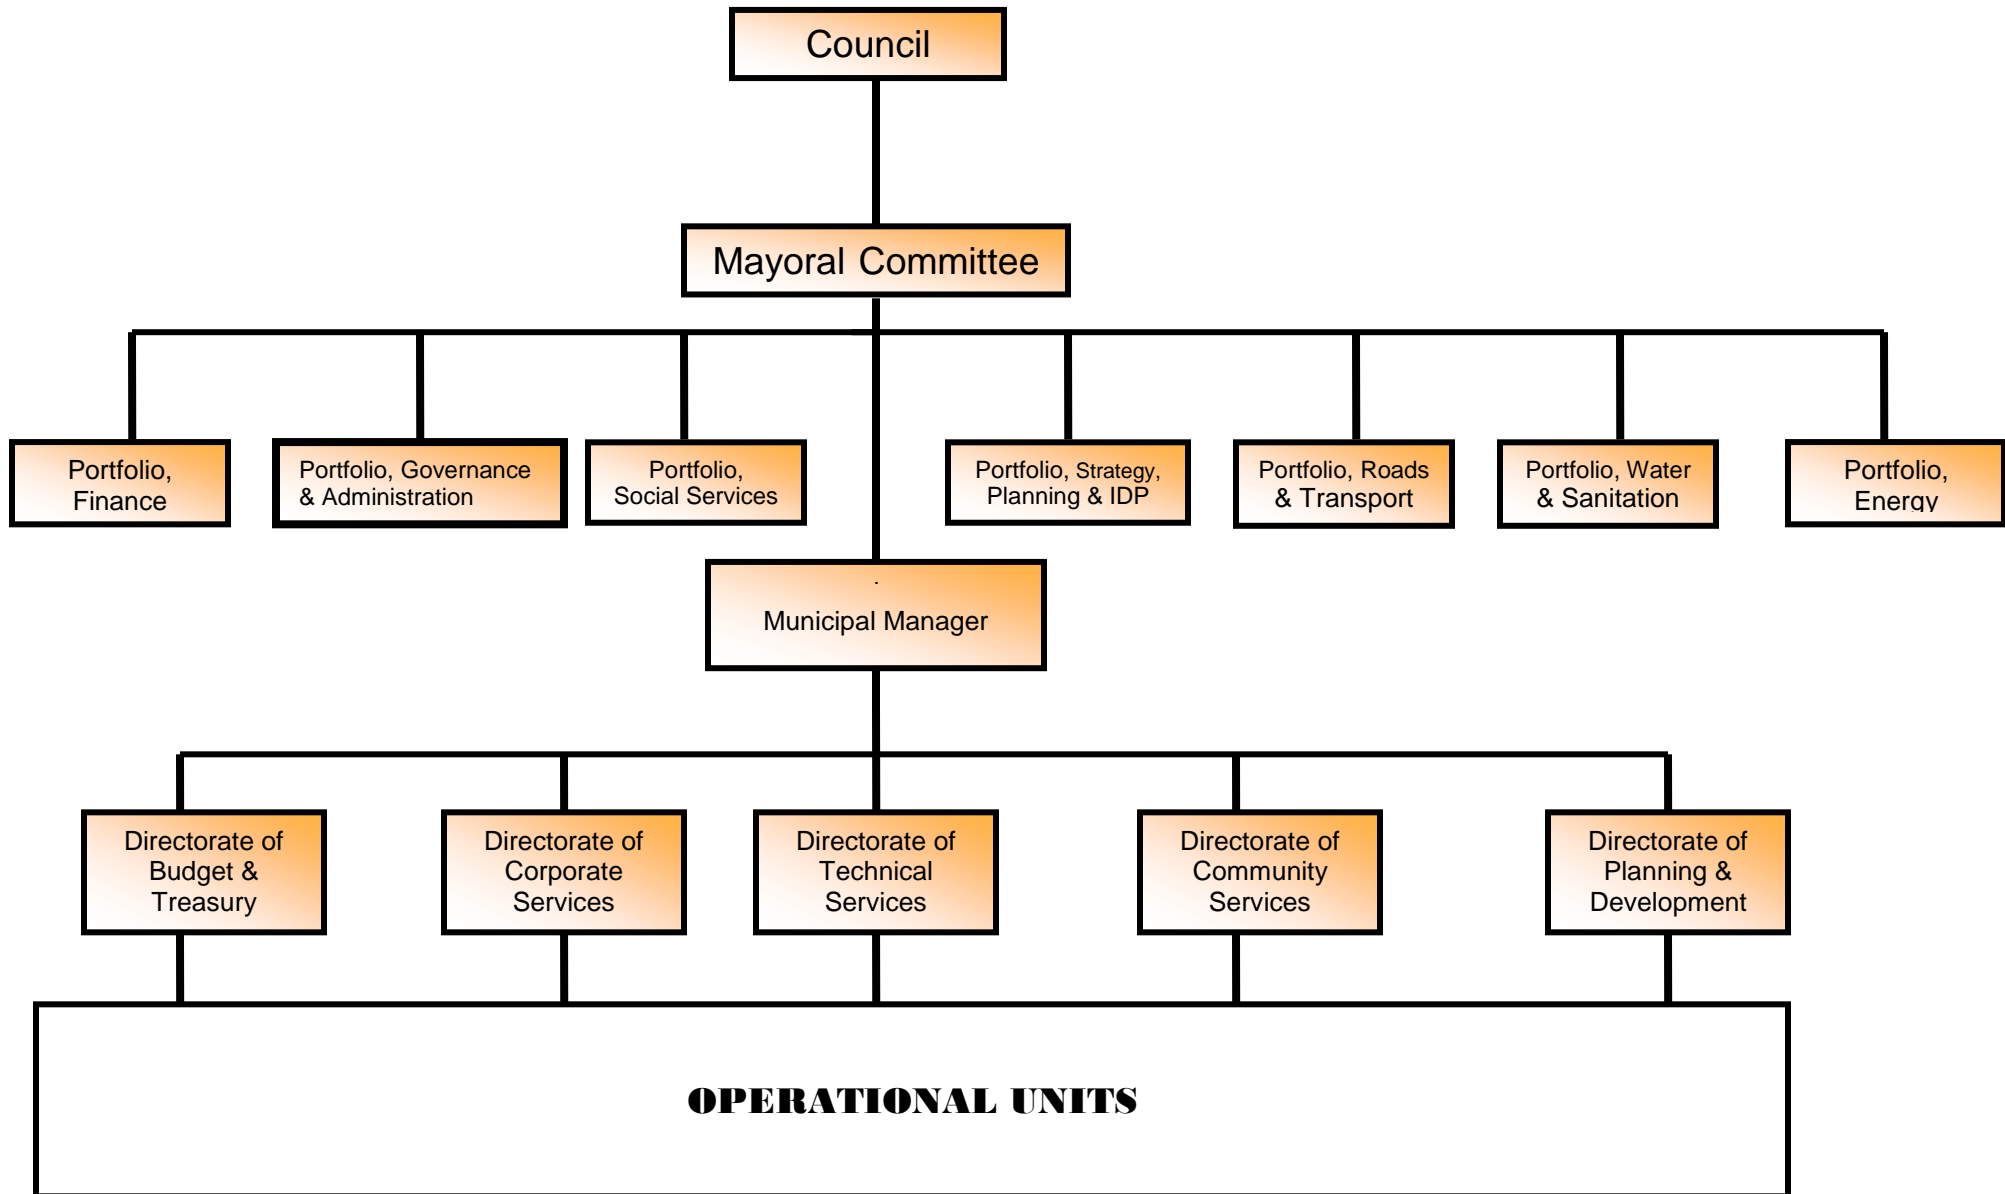 Council
Mayoral Committee
Portfolio,
Finance
Portfolio, Governance
& Administration
Portfolio,
Social Services
Portfolio, Strategy,
Planning & IDP
Portfolio, Roads
& Transport
Portfolio, Water
& Sanitation
Portfolio,
Energy
.
Municipal Manager
Directorate of
Budget &
Treasury
Directorate of
Corporate
Services
Directorate of
Technical
Services
Directorate of
Community
Services
Directorate of
Planning &
Development
OPERATIONAL UNITS